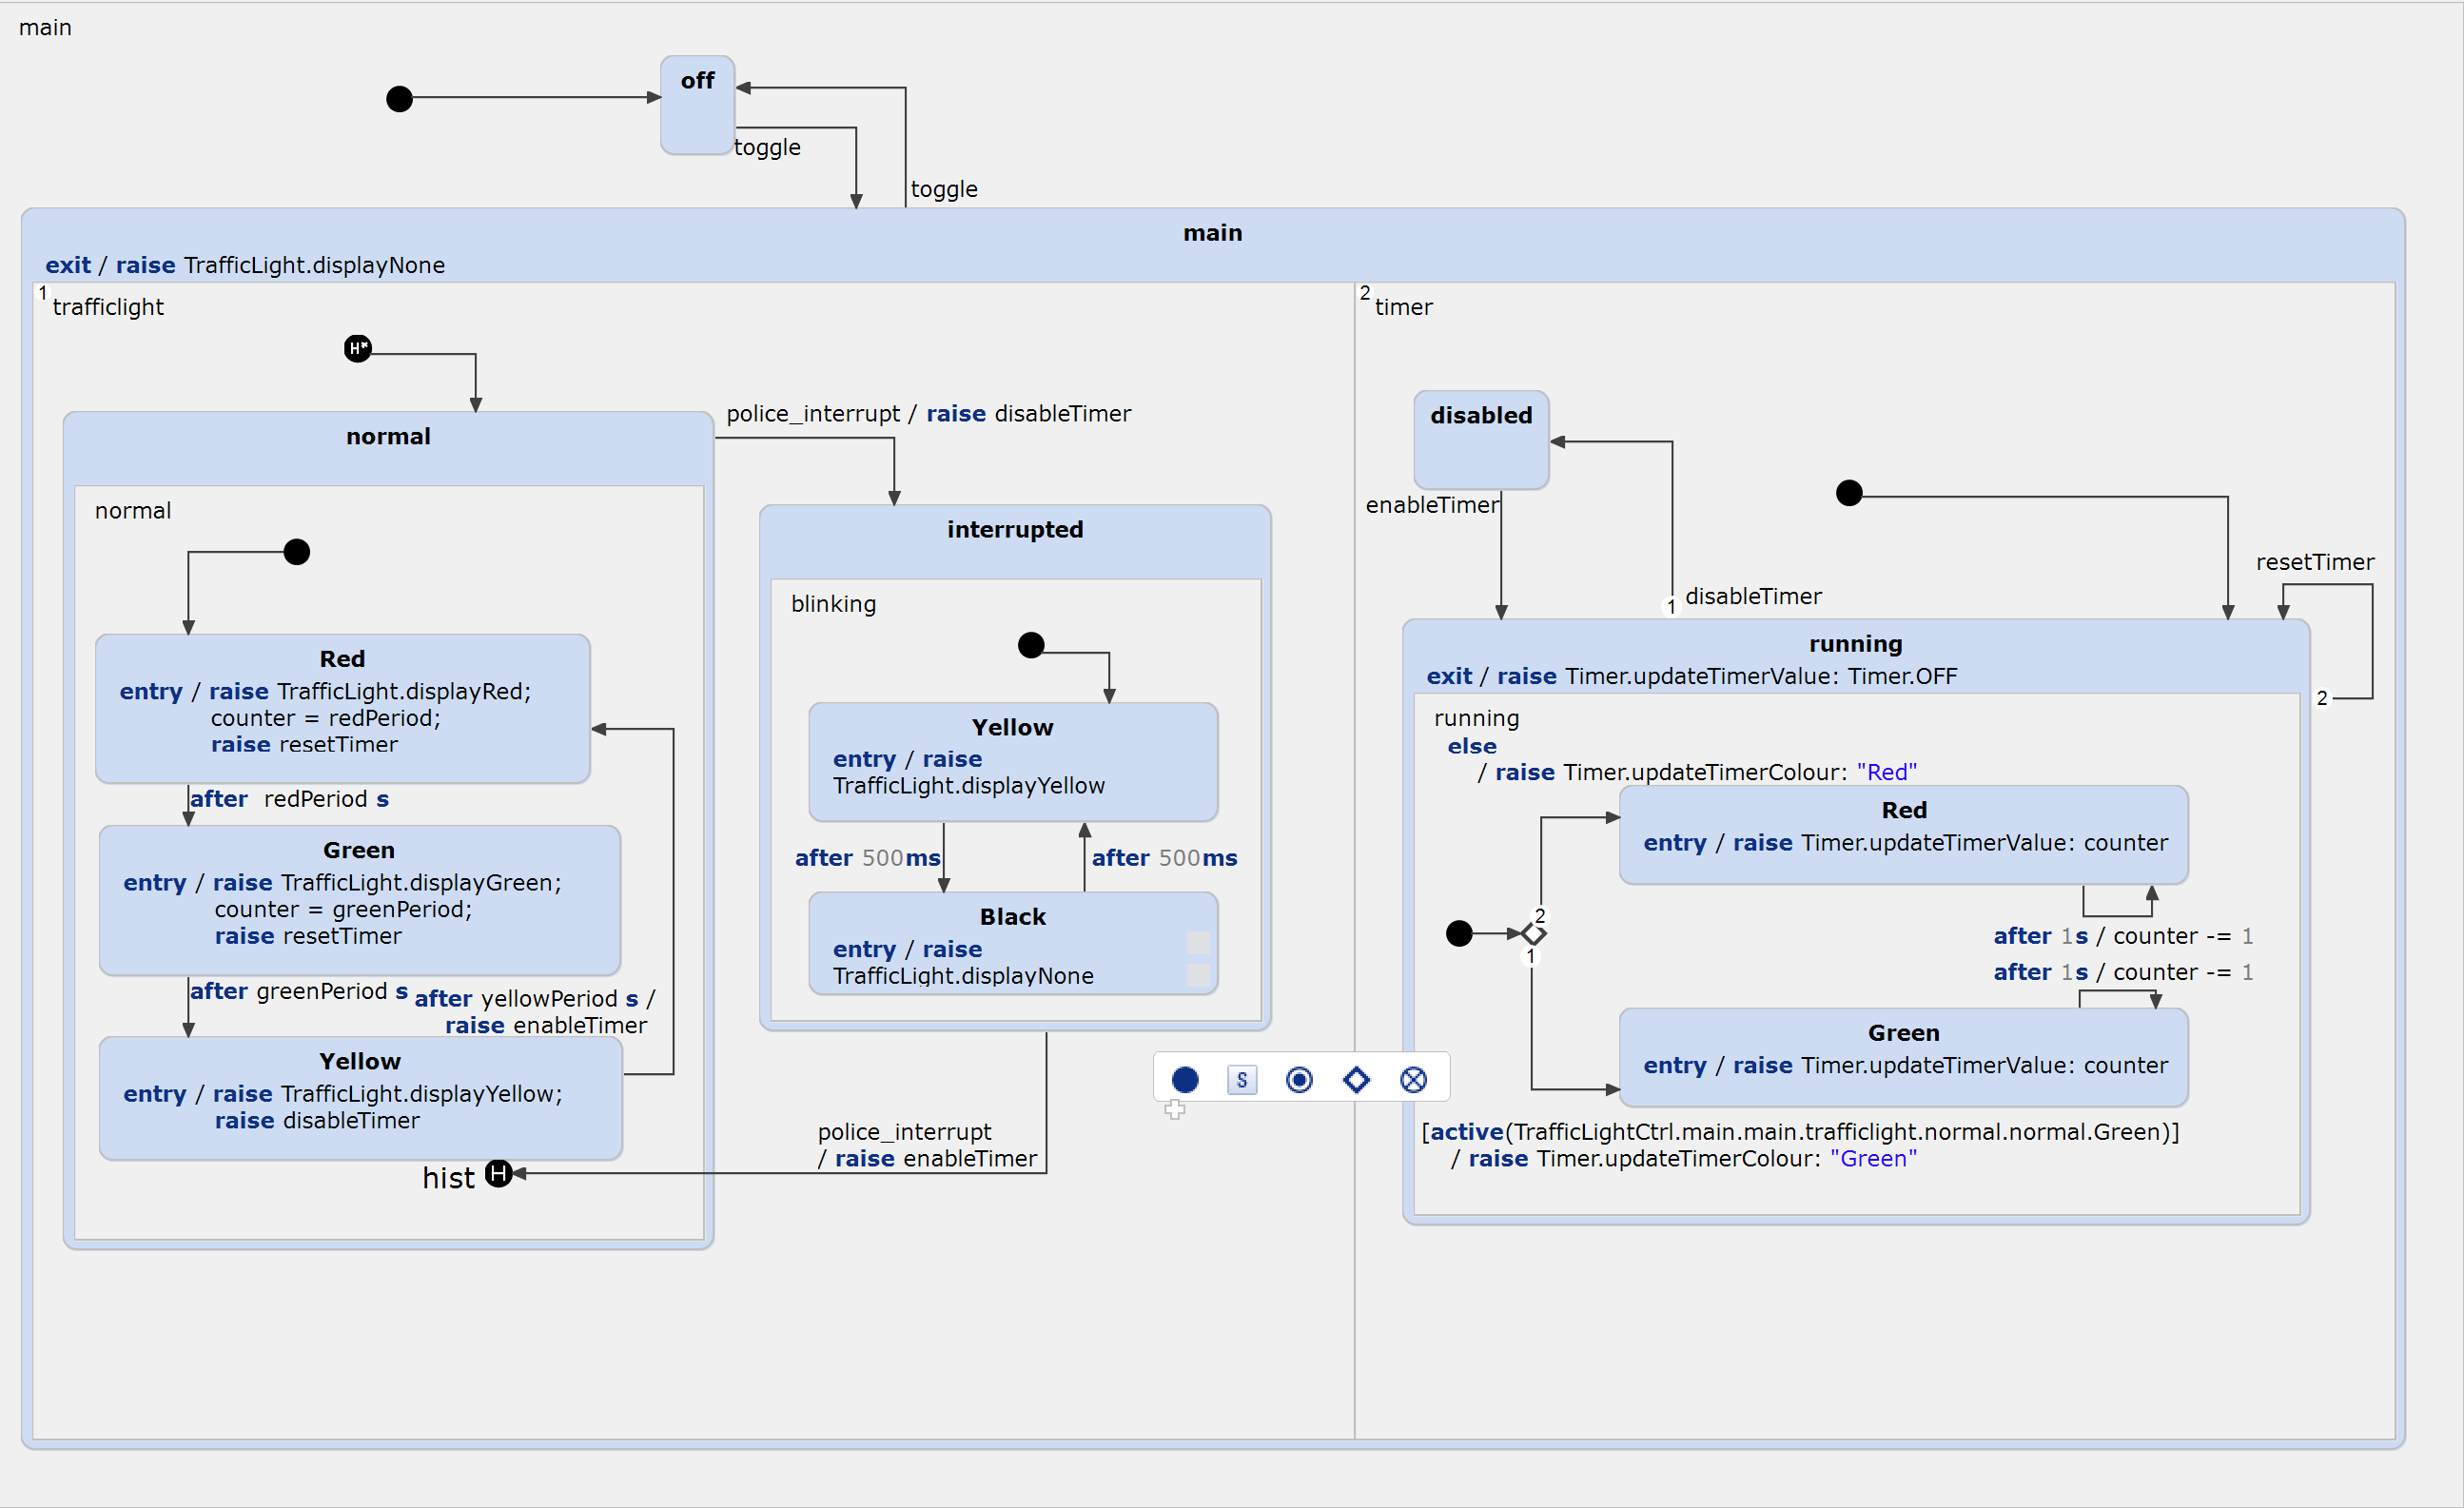 main
off
toggle
toggle
main
exit / raise TrafficLight.displayNone
1
trafficlight
H*
normal
normal
Red
entry / raise TrafficLight.displayRed;
counter = redPeriod;
raise resetTimer
after redPeriod s
Green
entry / raise TrafficLight.displayGreen;
counter = greenPeriod;
raise resetTimer
after greenPeriod s
after yellowPeriod s /
raise enableTimer
Yellow
entry / raise TrafficLight.displayYellow;
raise disableTimer
hist
H
police_interrupt / raise disableTimer
interrupted
blinking
Yellow
entry / raise
TrafficLight.displayYellow
after 500ms
after 500ms
Black
entry / raise
TrafficLight.displayNone
police_interrupt
/ raise enableTimer
S
2
timer
disabled
enableTimer
1
disableTimer
resetTimer
2
running
exit / raise Timer.updateTimerValue: Timer.OFF
running
else
/ raise Timer.updateTimerColour: "Red"
Red
entry / raise Timer.updateTimerValue: counter
2
1
after 1s / counter -= 1
after 1s / counter -= 1
Green
entry / raise Timer.updateTimerValue: counter
[active(TrafficLightCtrl.main.main.trafficlight.normal.normal.Green)]
/ raise Timer.updateTimerColour: "Green"